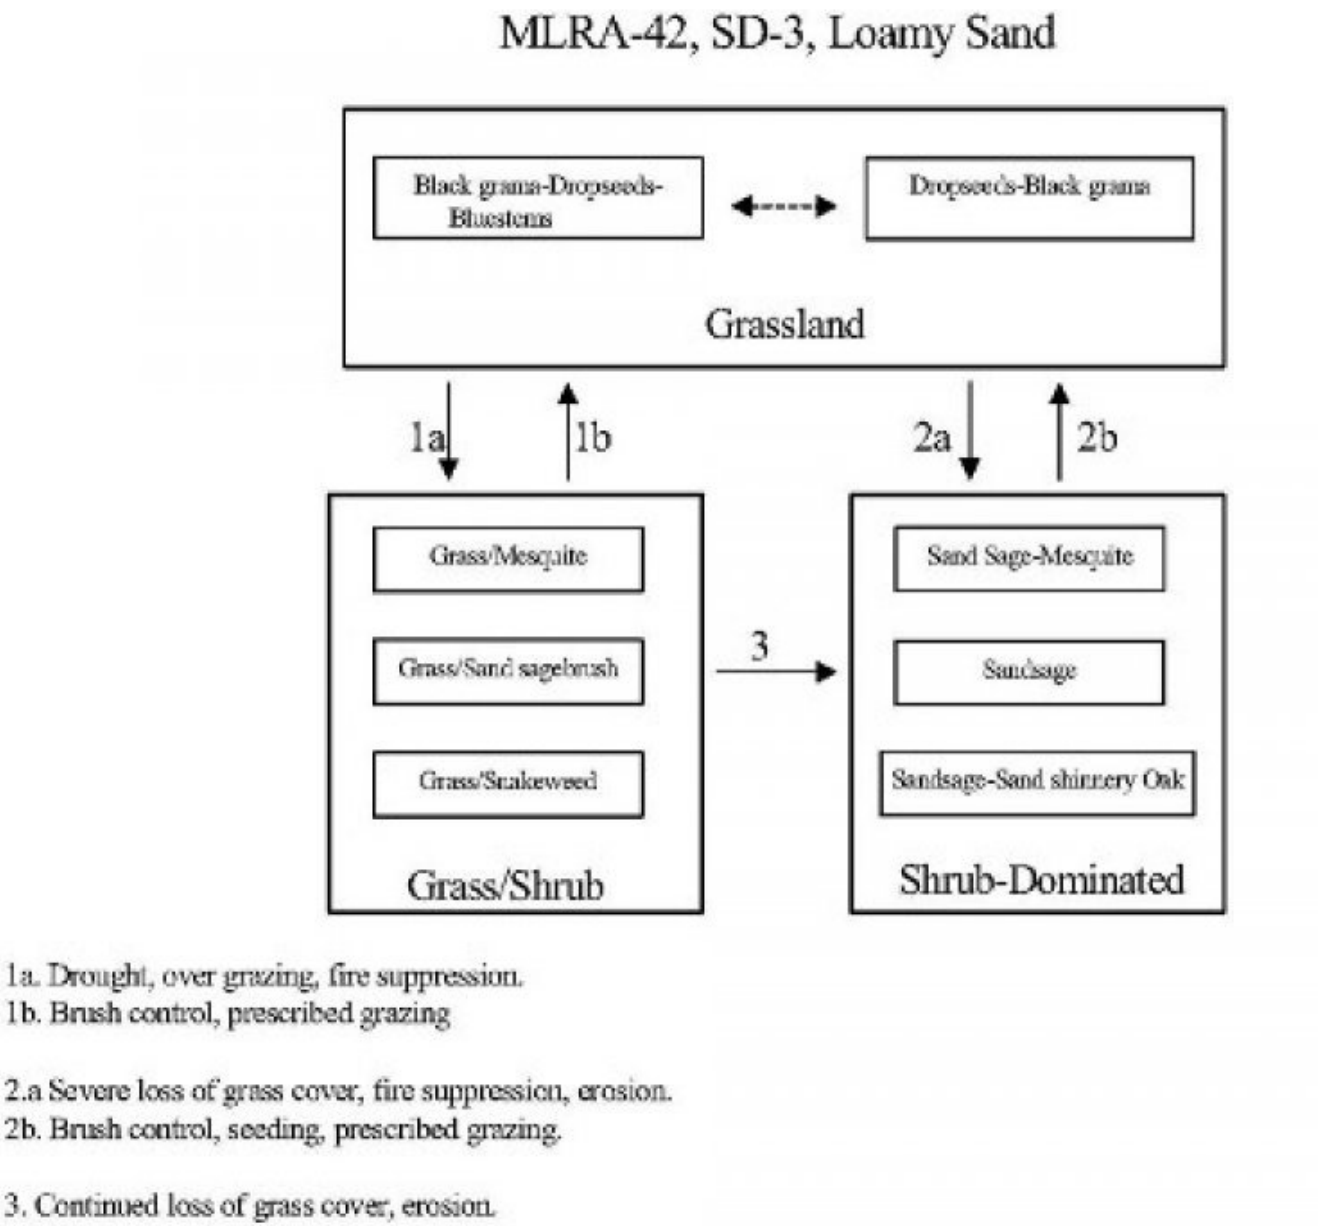 MLRA-42, SD-3, Loamy Sand
Black grama-Dropseeds-
Bluestems
Dropseeds-Black grama
Grassland
1a
1b
2a
2b
Grass/Mesquite
Sand Sage-Mesquite
Grass/Sand sagebrush
3
Sandsage
Grass/Snakeweed
Sandsage-Sand shinnery Oak
Grass/Shrub
Shrub-Dominated
1a. Drought, over grazing, fire suppression.
1b. Brush control, prescribed grazing
2.a Severe loss of grass cover, fire suppression, erosion.
2b. Brush control, seeding, prescribed grazing.
3. Continued loss of grass cover, erosion.